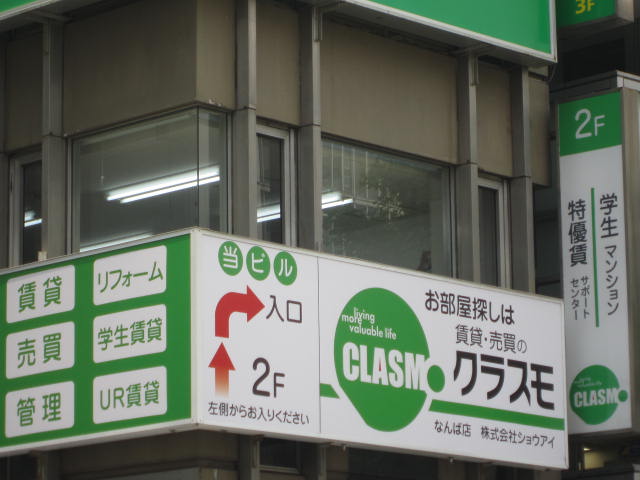 3F
2F
学生マンション
特優賃サポートセンター
living
more
valuable life
CLASMO
賃貸
リフォーム
売買
学生賃貸
管理
UR賃貸
当ビル
入口
2F
左側からお入りください
living
more
valuable life
CLASMO
お部屋探しは
賃貸・売買の
クラスモ
なんば店 株式会社ショウアイ